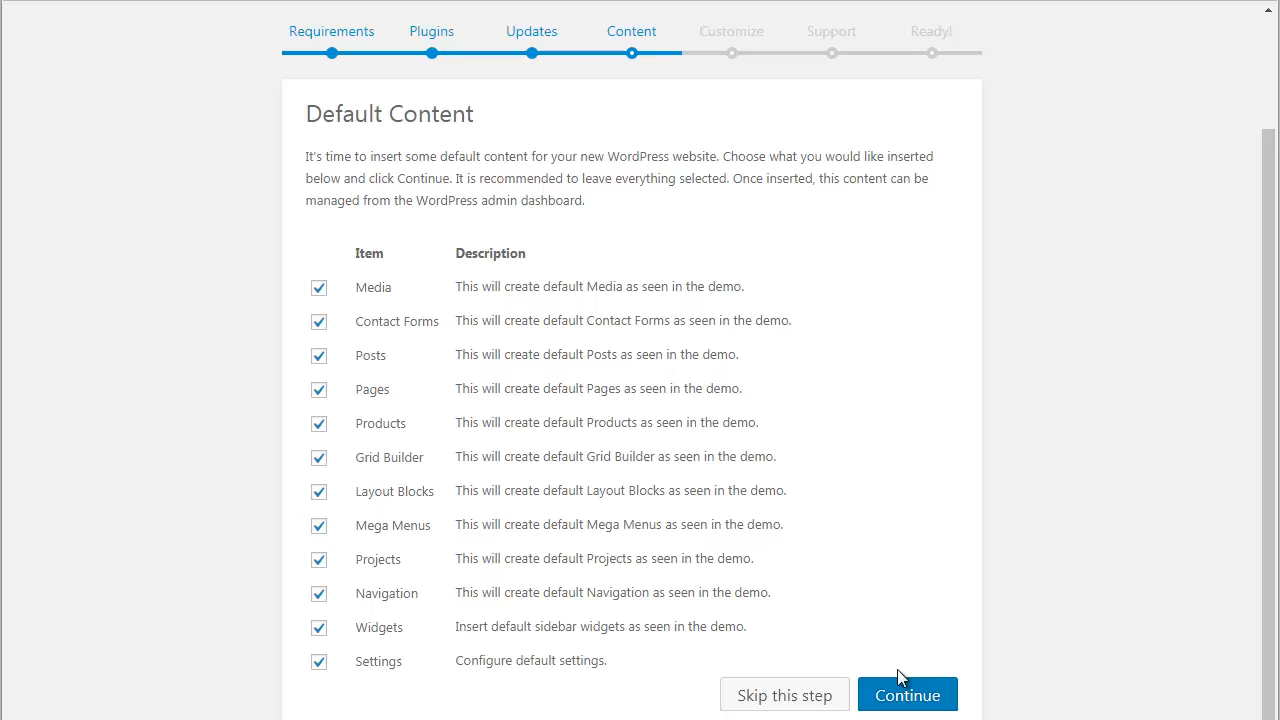 Requirements Plugins Updates Content Customize Support Ready!
Default Content
It's time to insert some default content for your new WordPress website. Choose what you would like inserted
below and click Continue. It is recommended to leave everything selected. Once inserted, this content can be
managed from the WordPress admin dashboard.
Item Description
Media This will create default Media as seen in the demo.
Contact Forms This will create default Contact Forms as seen in the demo.
Posts This will create default Posts as seen in the demo.
Pages This will create default Pages as seen in the demo.
Products This will create default Products as seen in the demo.
Grid Builder This will create default Grid Builder as seen in the demo.
Layout Blocks This will create default Layout Blocks as seen in the demo.
Mega Menus This will create default Mega Menus as seen in the demo.
Projects This will create default Projects as seen in the demo.
Navigation This will create default Navigation as seen in the demo.
Widgets Insert default sidebar widgets as seen in the demo.
Settings Configure default settings.
Skip this step Continue